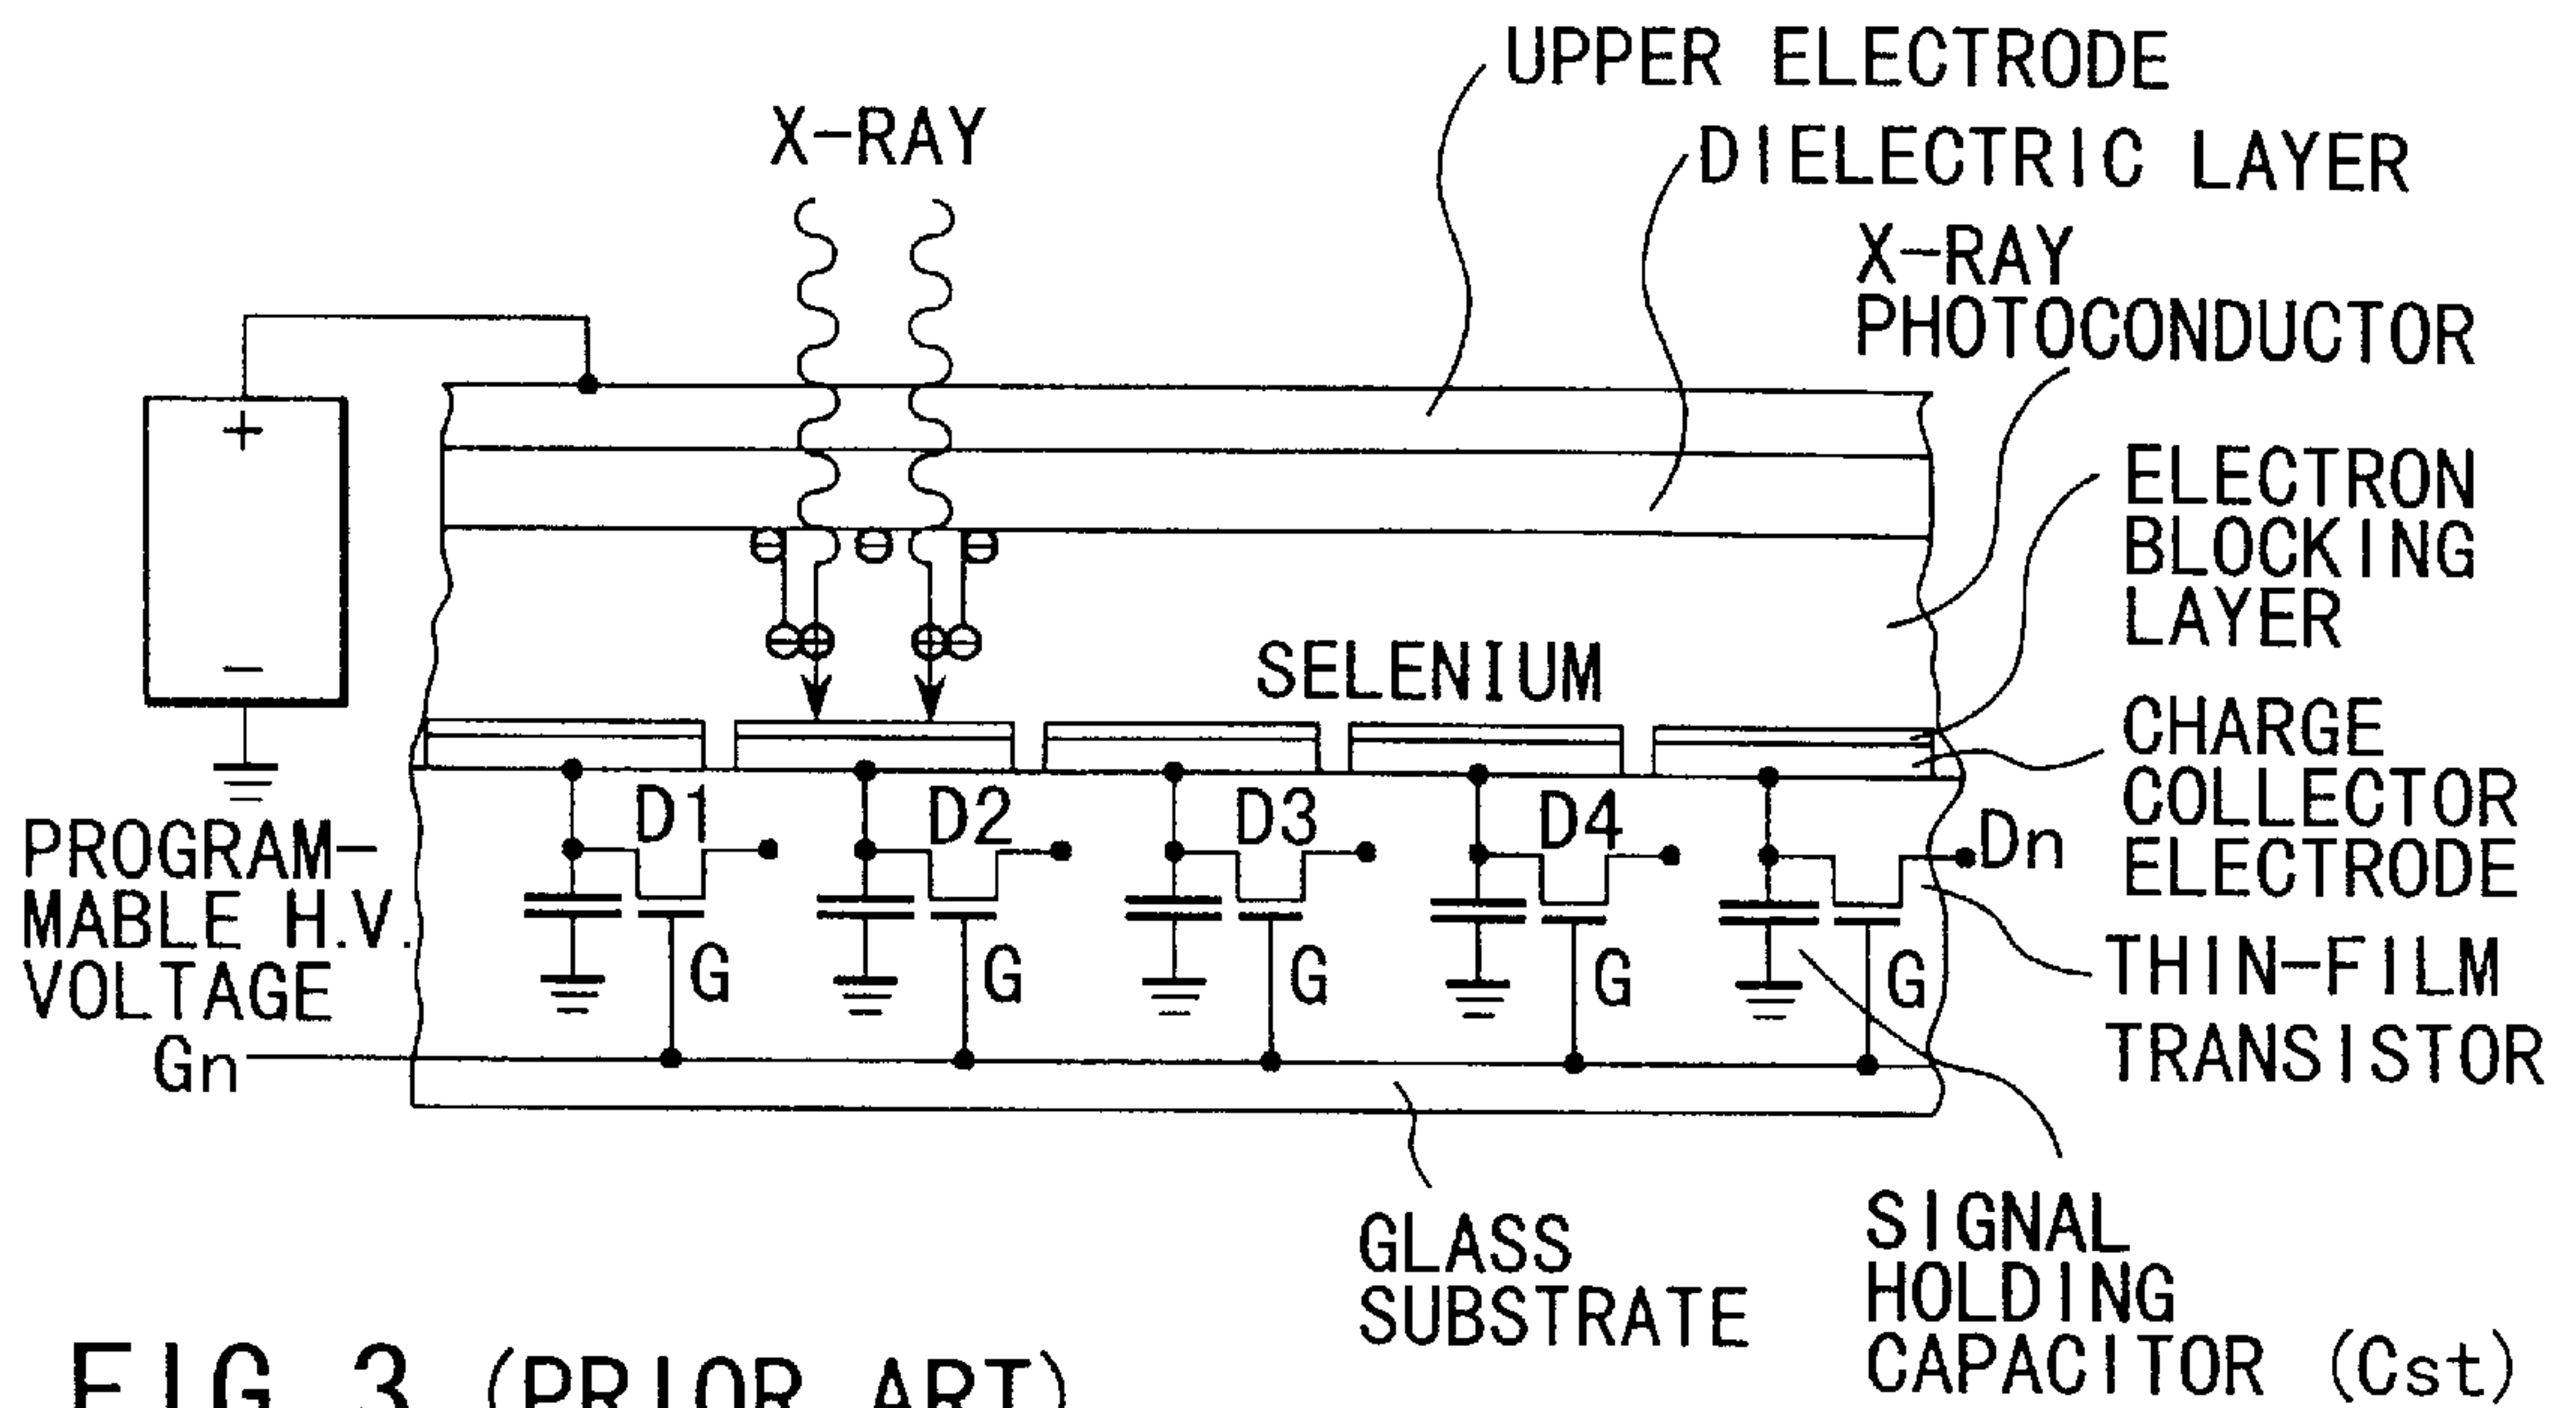 UPPER ELECTRODE
X-RAY
DIELECTRIC LAYER
X-RAY
PHOTOCONDUCTOR
+
ELECTRON
BLOCKING
LAYER
−
SELENIUM
CHARGE
COLLECTOR
ELECTRODE
D1 D2 D3 D4 Dn
PROGRAM-
MABLE H.V.
VOLTAGE
G G G G G
THIN-FILM
TRANSISTOR
Gn
GLASS
SUBSTRATE
SIGNAL
HOLDING
CAPACITOR (Cst)
FIG. 3 (PRIOR ART)